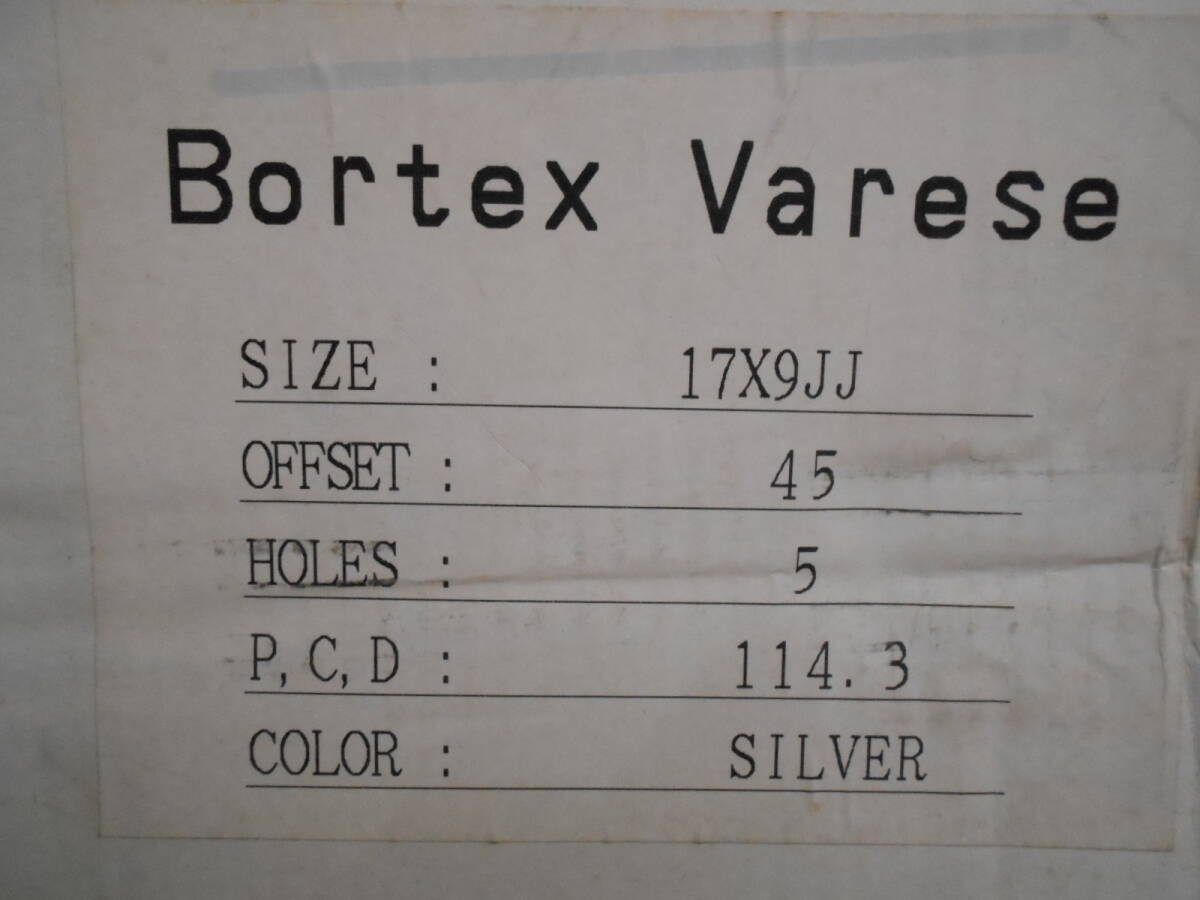 Bortex Varese
SIZE : 17X9JJ
OFFSET : 45
HOLES : 5
P,C,D : 114.3
COLOR : SILVER